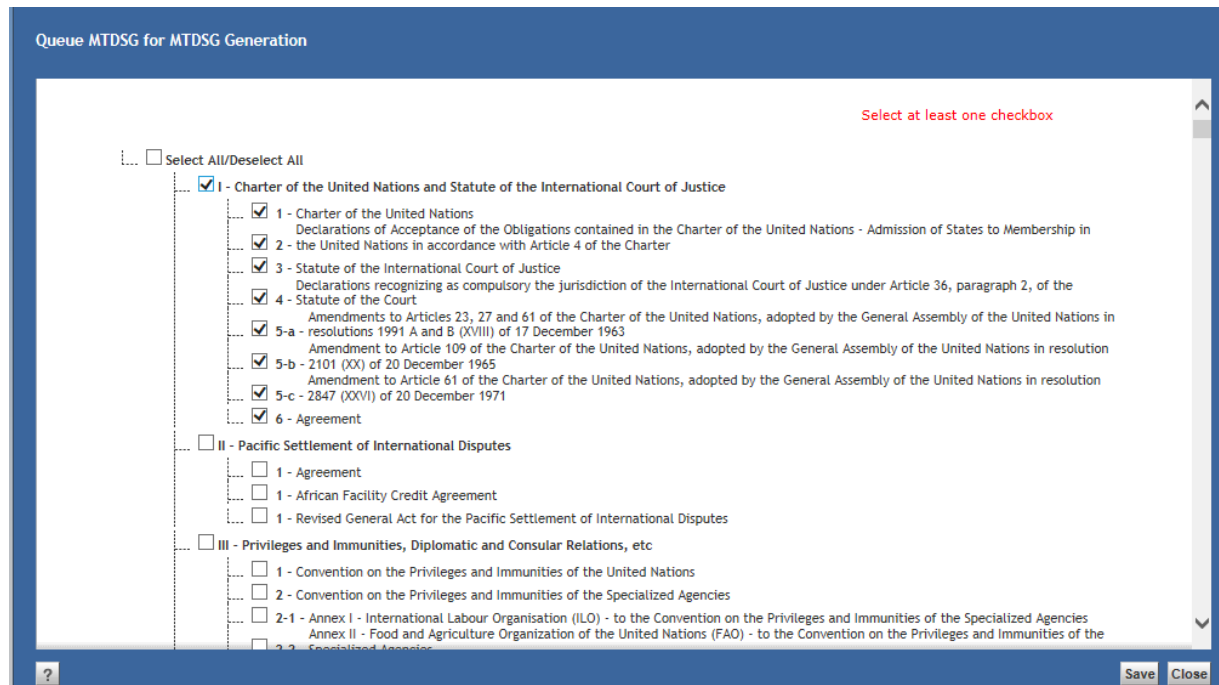 Queue MTDSG for MTDSG Generation
Select at least one checkbox
Select All/Deselect All
I - Charter of the United Nations and Statute of the International Court of Justice
1 - Charter of the United Nations
Declarations of Acceptance of the Obligations contained in the Charter of the United Nations - Admission of States to Membership in
2 - the United Nations in accordance with Article 4 of the Charter
3 - Statute of the International Court of Justice
Declarations recognizing as compulsory the jurisdiction of the International Court of Justice under Article 36, paragraph 2, of the
4 - Statute of the Court
Amendments to Articles 23, 27 and 61 of the Charter of the United Nations, adopted by the General Assembly of the United Nations in
5-a - resolutions 1991 A and B (XVIII) of 17 December 1963
Amendment to Article 109 of the Charter of the United Nations, adopted by the General Assembly of the United Nations in resolution
5-b - 2101 (XX) of 20 December 1965
Amendment to Article 61 of the Charter of the United Nations, adopted by the General Assembly of the United Nations in resolution
5-c - 2847 (XXVI) of 20 December 1971
6 - Agreement
II - Pacific Settlement of International Disputes
1 - Agreement
1 - African Facility Credit Agreement
1 - Revised General Act for the Pacific Settlement of International Disputes
III - Privileges and Immunities, Diplomatic and Consular Relations, etc
1 - Convention on the Privileges and Immunities of the United Nations
2 - Convention on the Privileges and Immunities of the Specialized Agencies
2-1 - Annex I - International Labour Organisation (ILO) - to the Convention on the Privileges and Immunities of the Specialized Agencies
Annex II - Food and Agriculture Organization of the United Nations (FAO) - to the Convention on the Privileges and Immunities of the
2-2 - Specialized Agencies
?
Save Close